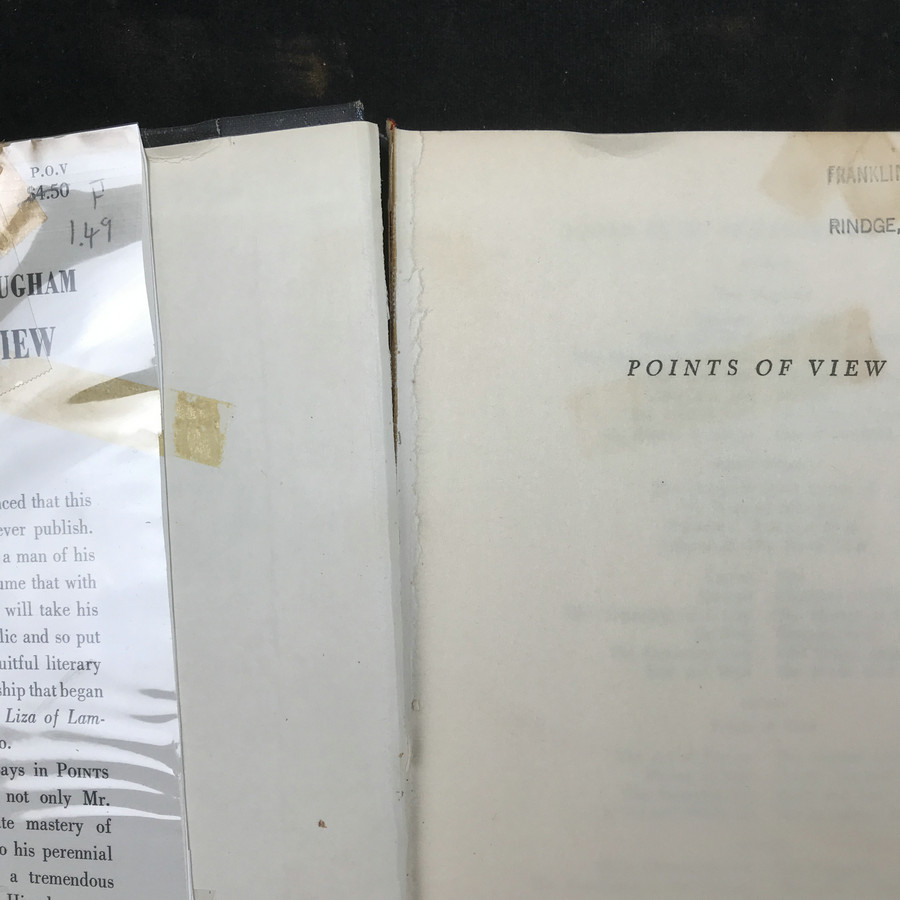 P.O.V
$4.50
F
1.49
UGHAM
IEW
ced that this
ever publish.
a man of his
me that with
will take his
lic and so put
uitful literary
ship that began
Liza of Lam-
o.
ays in POINTS
not only Mr.
te mastery of
o his perennial
a tremendous
FRANKLIN
RINDGE,
POINTS OF VIEW